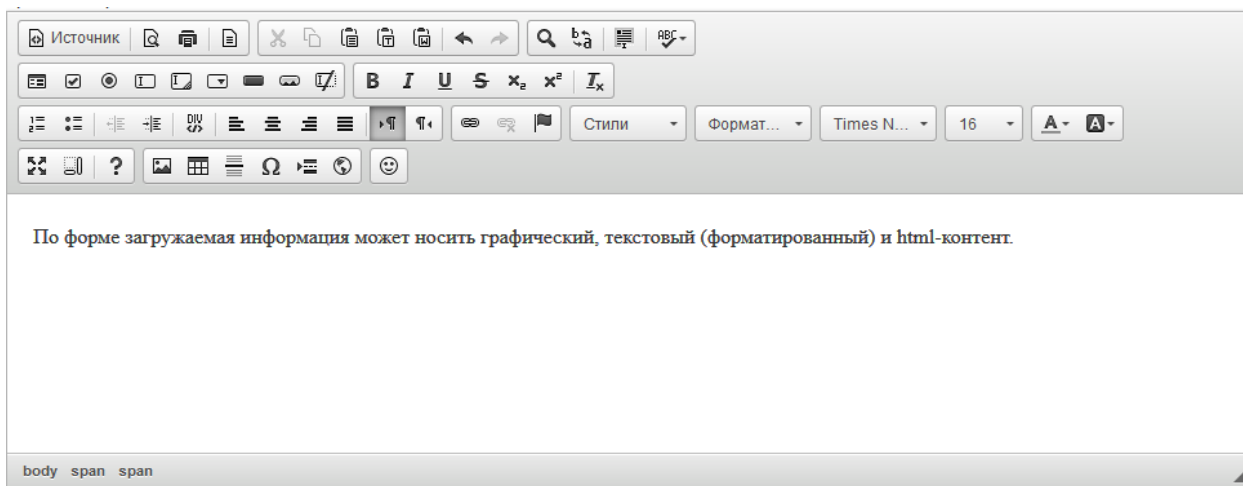 Источник
Стили Формат... Times N... 16
По форме загружаемая информация может носить графический, текстовый (форматированный) и html-контент.
body span span